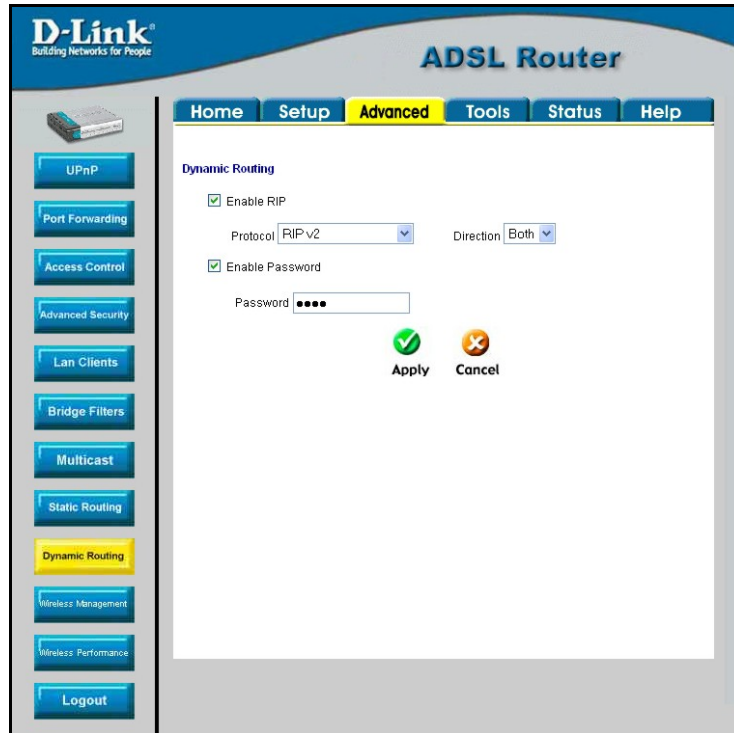 D-Link®
Building Networks for People
ADSL Router
Home Setup Advanced Tools Status Help
UPnP
Port Forwarding
Access Control
Advanced Security
Lan Clients
Bridge Filters
Multicast
Static Routing
Dynamic Routing
Wireless Management
Wireless Performance
Logout
Dynamic Routing
Enable RIP
Protocol RIP v2 Direction Both
Enable Password
Password ●●●●
Apply Cancel